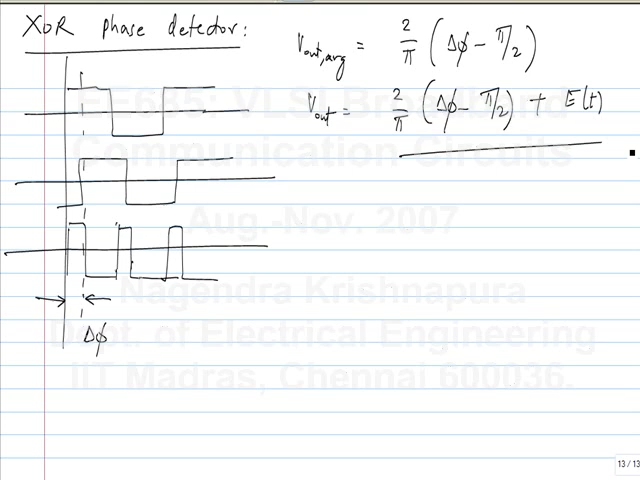 XOR phase detector:
Vout,avg = 2/π (Δϕ - π/2)
Vout = 2/π (Δϕ - π/2) + E(t)
Δϕ
EE685: VLSI Broadband
Communication Circuits
Aug.-Nov. 2007
Nagendra Krishnapura
Dept. of Electrical Engineering
IIT Madras, Chennai 600036.
13 / 13